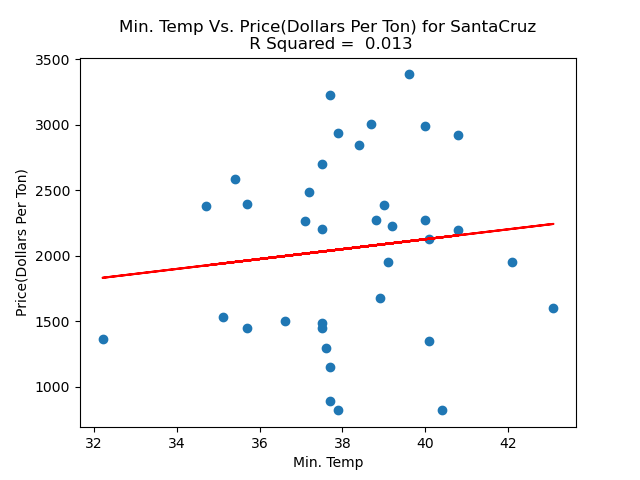 Min. Temp Vs. Price(Dollars Per Ton) for SantaCruz
R Squared =  0.013
3500
3000
2500
2000
1500
1000
Price(Dollars Per Ton)
32 34 36 38 40 42
Min. Temp